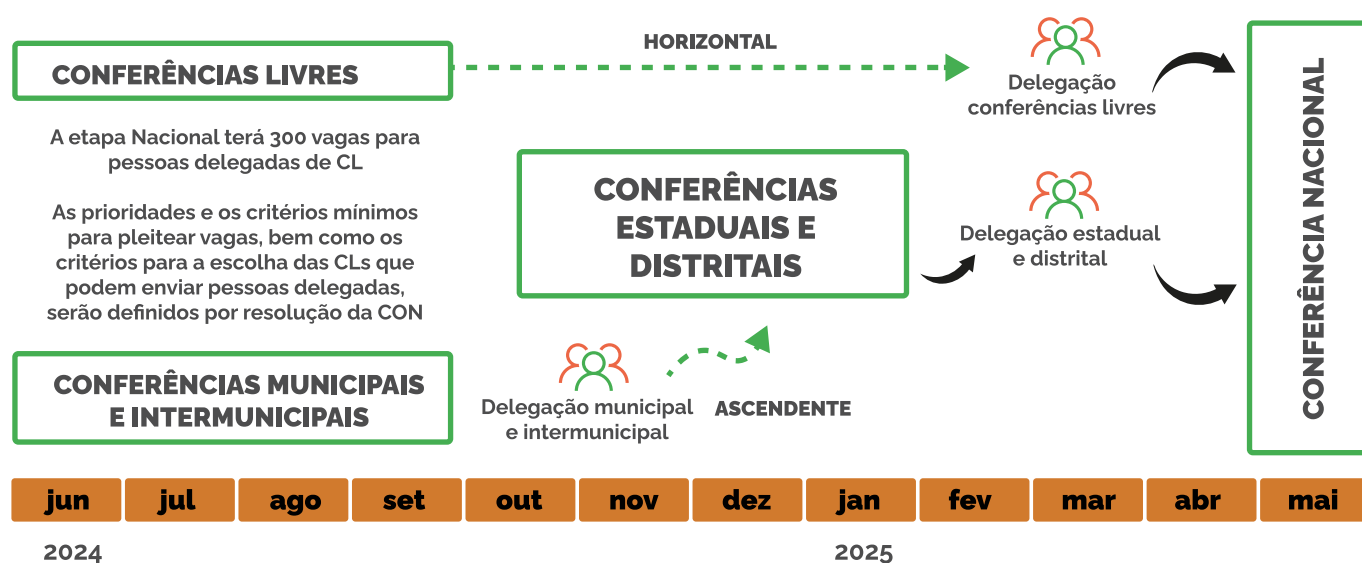 HORIZONTAL
CONFERÊNCIAS LIVRES
A etapa Nacional terá 300 vagas para
pessoas delegadas de CL
As prioridades e os critérios mínimos
para pleitear vagas, bem como os
critérios para a escolha das CLs que
podem enviar pessoas delegadas,
serão definidos por resolução da CON
Delegação
conferências livres
CONFERÊNCIAS
ESTADUAIS E
DISTRITAIS
Delegação estadual
e distrital
CONFERÊNCIA NACIONAL
CONFERÊNCIAS MUNICIPAIS
E INTERMUNICIPAIS
Delegação municipal
e intermunicipal
ASCENDENTE
jun jul ago set out nov dez jan fev mar abr mai
2024 2025